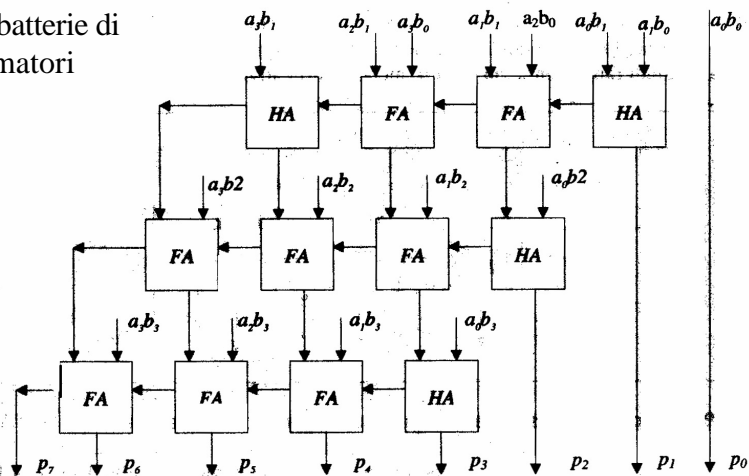 batterie di
matori
a₃b₁ a₂b₁ a₃b₀ a₁b₁ a₂b₀ a₀b₁ a₁b₀ a₀b₀
HA FA FA HA
a₃b2 a₂b₂ a₁b₂ a₀b2
FA FA FA HA
a₃b₃ a₂b₃ a₁b₃ a₀b₃
FA FA FA HA
p₇ p₆ p₅ p₄ p₃ p₂ p₁ p₀